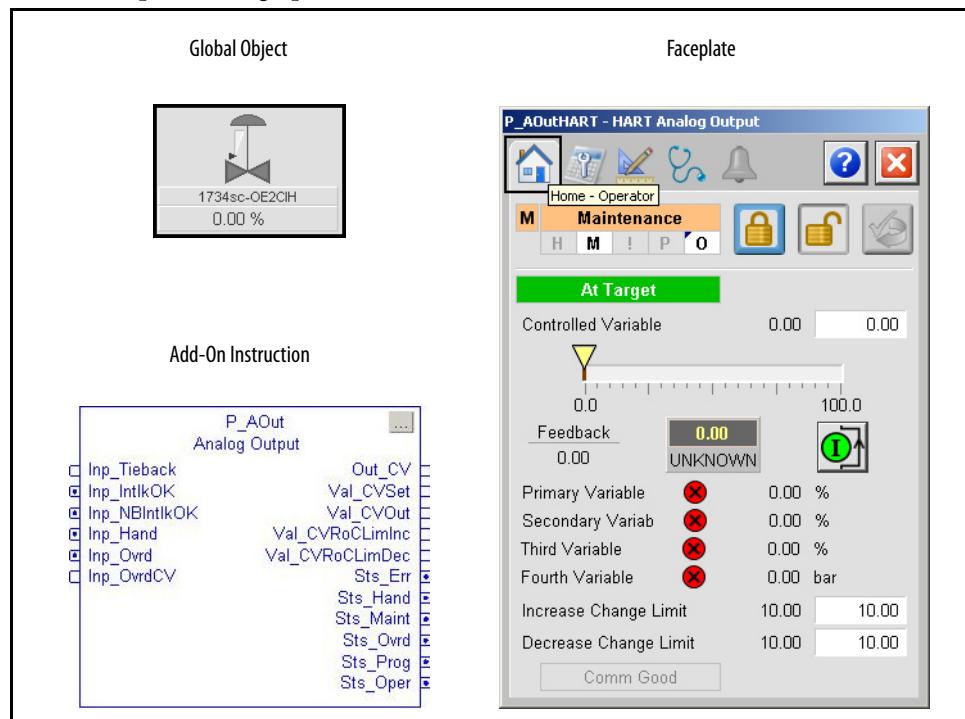 Global Object
1734sc-OE2CIH
0.00 %
Add-On Instruction
P_AOut
...
Analog Output
Inp_Tieback
Inp_IntlkOK
Inp_NBIntlkOK
Inp_Hand
Inp_Ovrd
Inp_OvrdCV
Out_CV
Val_CVSet
Val_CVOut
Val_CVRoCLimInc
Val_CVRoCLimDec
Sts_Err
Sts_Hand
Sts_Maint
Sts_Ovrd
Sts_Prog
Sts_Oper
Faceplate
P_AOutHART - HART Analog Output
?
Home - Operator
M Maintenance
H M ! P O
At Target
Controlled Variable 0.00 0.00
0.0 100.0
Feedback 0.00
0.00 UNKNOWN
I
Primary Variable 0.00 %
Secondary Variab 0.00 %
Third Variable 0.00 %
Fourth Variable 0.00 bar
Increase Change Limit 10.00 10.00
Decrease Change Limit 10.00 10.00
Comm Good